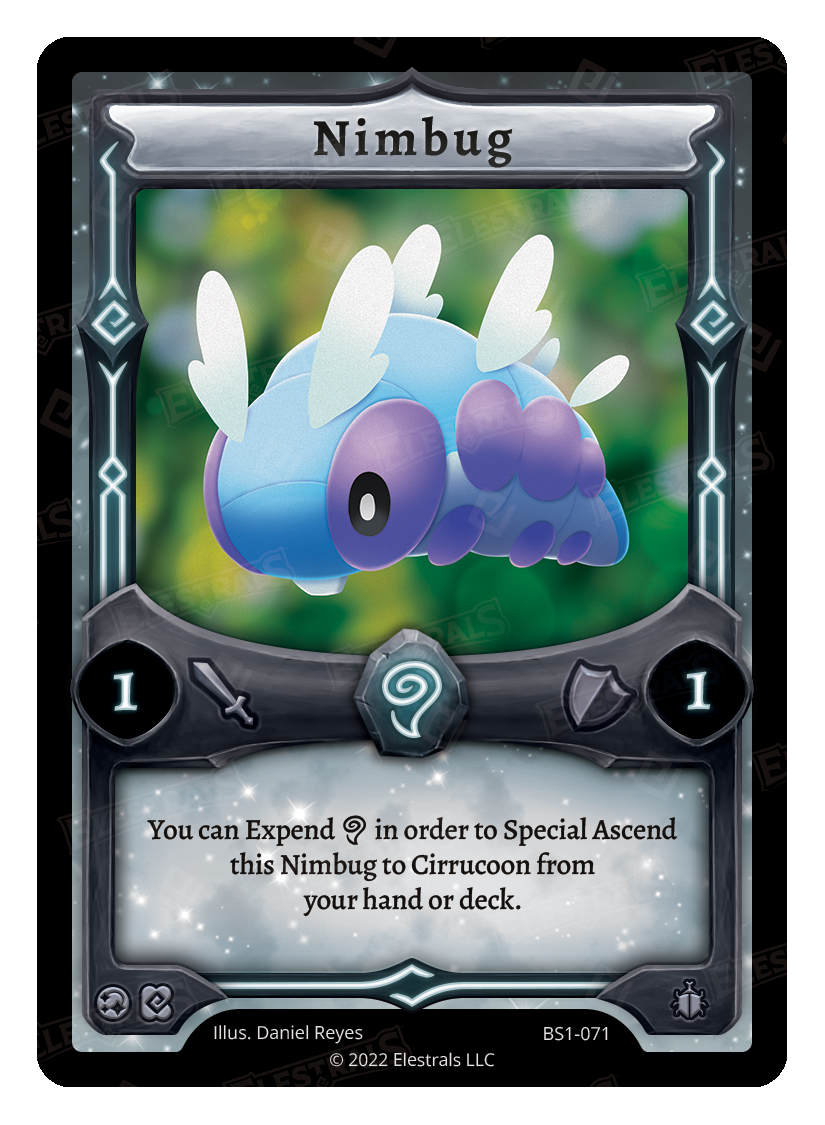 Nimbug
1
1
You can Expend in order to Special Ascend
this Nimbug to Cirrucoon from
your hand or deck.
Illus. Daniel Reyes
BS1-071
© 2022 Elestrals LLC
ELESTRALS